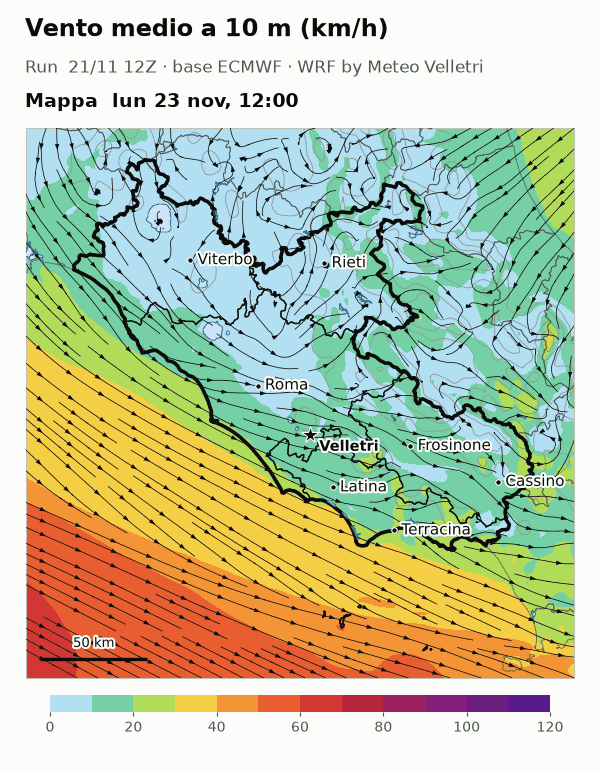 Vento medio a 10 m (km/h)
Run 21/11 12Z · base ECMWF · WRF by Meteo Velletri
Mappa lun 23 nov, 12:00
Viterbo
Rieti
Roma
Velletri
Frosinone
Latina
Cassino
Terracina
50 km
0 20 40 60 80 100 120